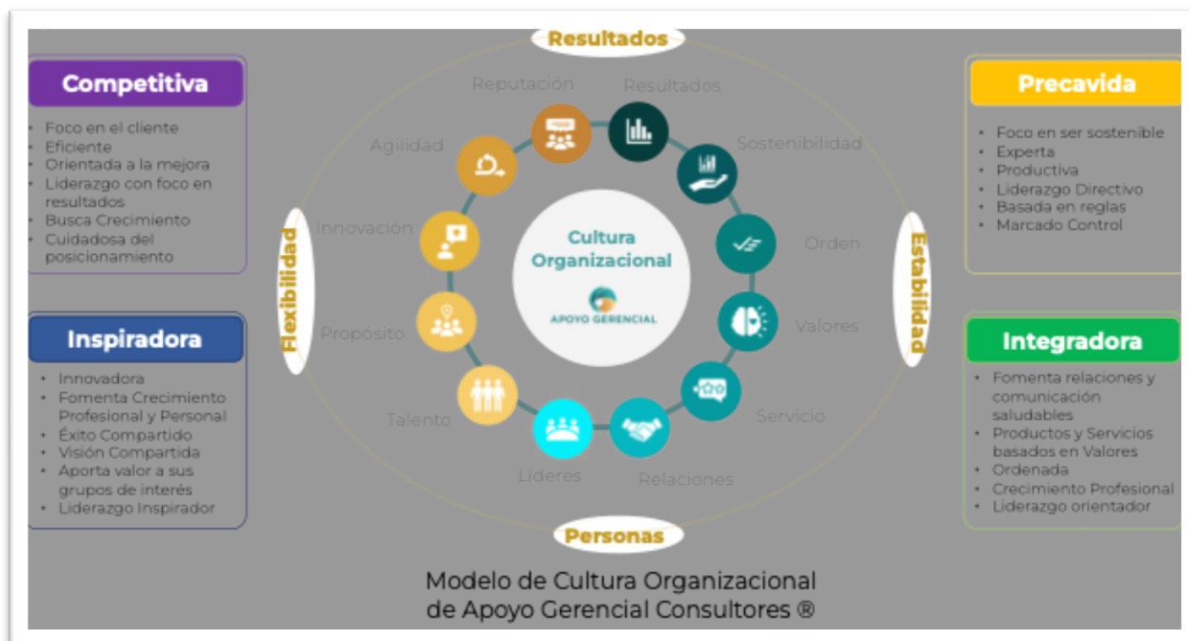 Resultados
Competitiva
• Foco en el cliente
• Eficiente
• Orientada a la mejora
• Liderazgo con foco en
resultados
• Busca Crecimiento
• Cuidadosa del
posicionamiento
Inspiradora
• Innovadora
• Fomenta Crecimiento
Profesional y Personal
• Éxito Compartido
• Visión Compartida
• Aporta valor a sus
grupos de interés
• Liderazgo Inspirador
Flexibilidad
Reputación
Resultados
Agilidad
Sostenibilidad
Innovación
Orden
Propósito
Valores
Talento
Servicio
Líderes
Relaciones
Cultura
Organizacional
APOYO GERENCIAL
Estabilidad
Personas
Precavida
• Foco en ser sostenible
• Experta
• Productiva
• Liderazgo Directivo
• Basada en reglas
• Marcado Control
Integradora
• Fomenta relaciones y
comunicación
saludables
• Productos y Servicios
basados en Valores
• Ordenada
• Crecimiento Profesional
• Liderazgo orientador
Modelo de Cultura Organizacional
de Apoyo Gerencial Consultores ®